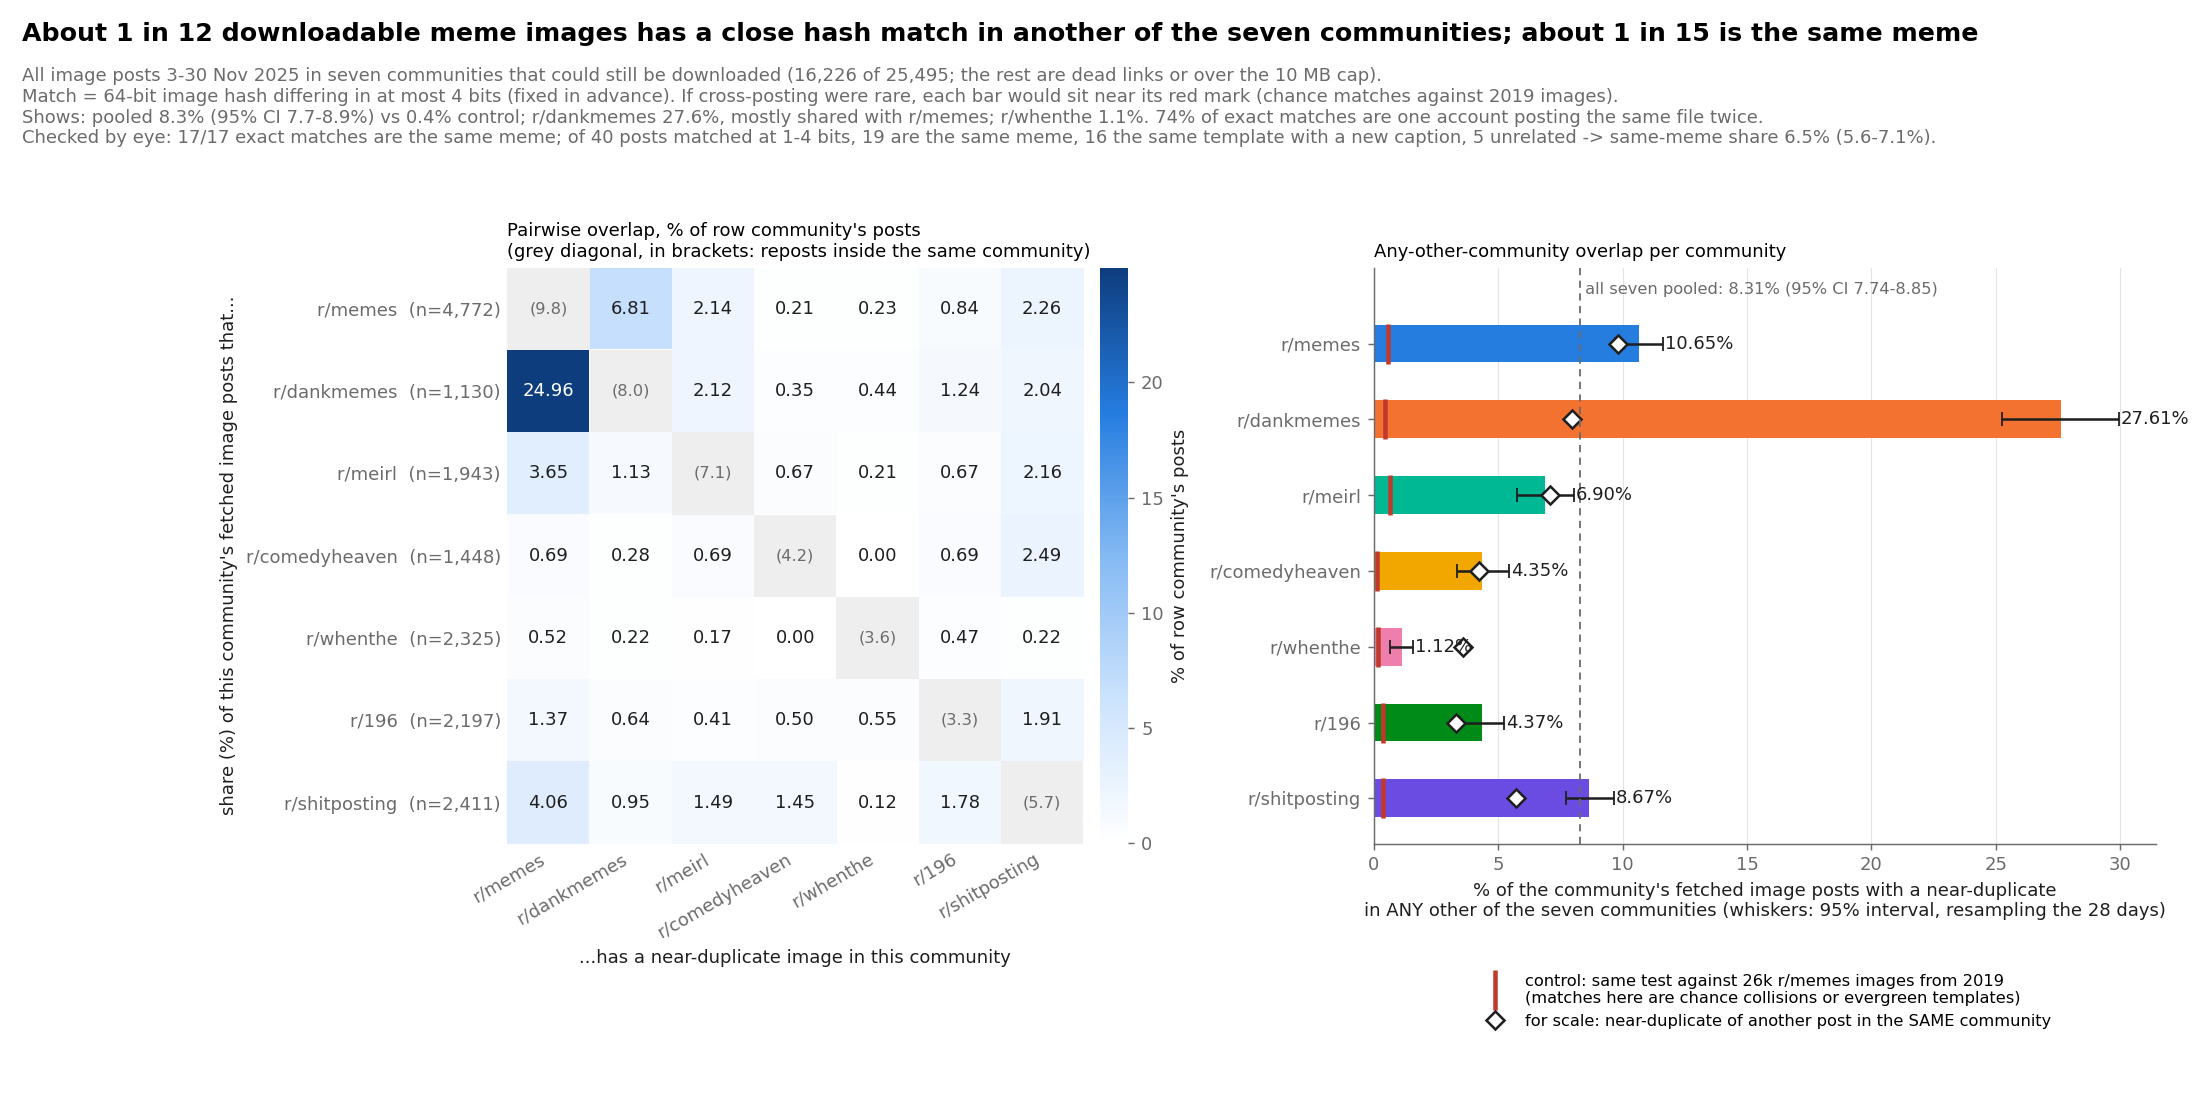 About 1 in 12 downloadable meme images has a close hash match in another of the seven communities; about 1 in 15 is the same meme
All image posts 3-30 Nov 2025 in seven communities that could still be downloaded (16,226 of 25,495; the rest are dead links or over the 10 MB cap).
Match = 64-bit image hash differing in at most 4 bits (fixed in advance). If cross-posting were rare, each bar would sit near its red mark (chance matches against 2019 images).
Shows: pooled 8.3% (95% CI 7.7-8.9%) vs 0.4% control; r/dankmemes 27.6%, mostly shared with r/memes; r/whenthe 1.1%. 74% of exact matches are one account posting the same file twice.
Checked by eye: 17/17 exact matches are the same meme; of 40 posts matched at 1-4 bits, 19 are the same meme, 16 the same template with a new caption, 5 unrelated -> same-meme share 6.5% (5.6-7.1%).
Pairwise overlap, % of row community's posts
(grey diagonal, in brackets: reposts inside the same community)
share (%) of this community's fetched image posts that...
r/memes (n=4,772) (9.8) 6.81 2.14 0.21 0.23 0.84 2.26
r/dankmemes (n=1,130) 24.96 (8.0) 2.12 0.35 0.44 1.24 2.04
r/meirl (n=1,943) 3.65 1.13 (7.1) 0.67 0.21 0.67 2.16
r/comedyheaven (n=1,448) 0.69 0.28 0.69 (4.2) 0.00 0.69 2.49
r/whenthe (n=2,325) 0.52 0.22 0.17 0.00 (3.6) 0.47 0.22
r/196 (n=2,197) 1.37 0.64 0.41 0.50 0.55 (3.3) 1.91
r/shitposting (n=2,411) 4.06 0.95 1.49 1.45 0.12 1.78 (5.7)
r/memes r/dankmemes r/meirl r/comedyheaven r/whenthe r/196 r/shitposting
...has a near-duplicate image in this community
20
15
10
5
0
% of row community's posts
Any-other-community overlap per community
all seven pooled: 8.31% (95% CI 7.74-8.85)
r/memes 10.65%
r/dankmemes 27.61%
r/meirl 6.90%
r/comedyheaven 4.35%
r/whenthe 1.12%
r/196 4.37%
r/shitposting 8.67%
0 5 10 15 20 25 30
% of the community's fetched image posts with a near-duplicate
in ANY other of the seven communities (whiskers: 95% interval, resampling the 28 days)
control: same test against 26k r/memes images from 2019
(matches here are chance collisions or evergreen templates)
for scale: near-duplicate of another post in the SAME community